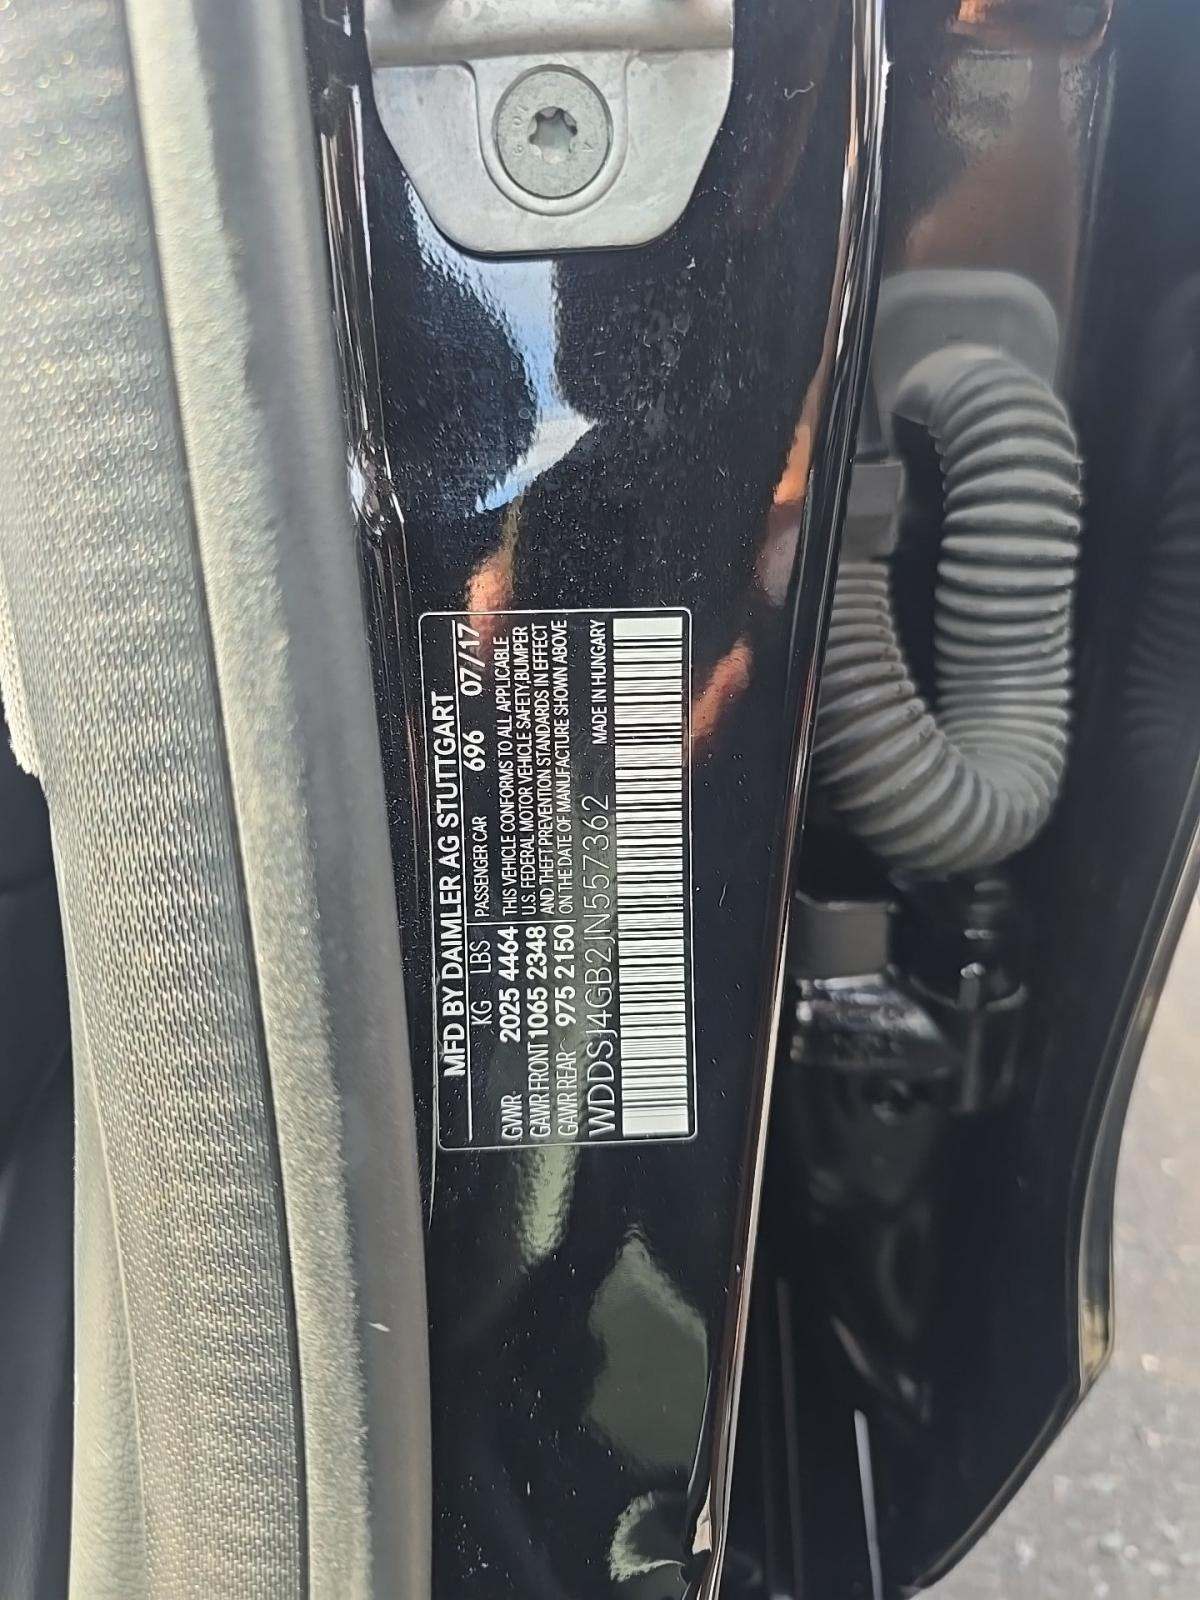 MFD BY DAIMLER AG STUTTGART
KG LBS PASSENGER CAR 696 07/17
GVWR 2025 4464 THIS VEHICLE CONFORMS TO ALL APPLICABLE
GAWR FRONT 1065 2348 U.S. FEDERAL MOTOR VEHICLE SAFETY, BUMPER
AND THEFT PREVENTION STANDARDS IN EFFECT
GAWR REAR 975 2150 ON THE DATE OF MANUFACTURE SHOWN ABOVE
WDDSJ4GB2JN557362 MADE IN HUNGARY